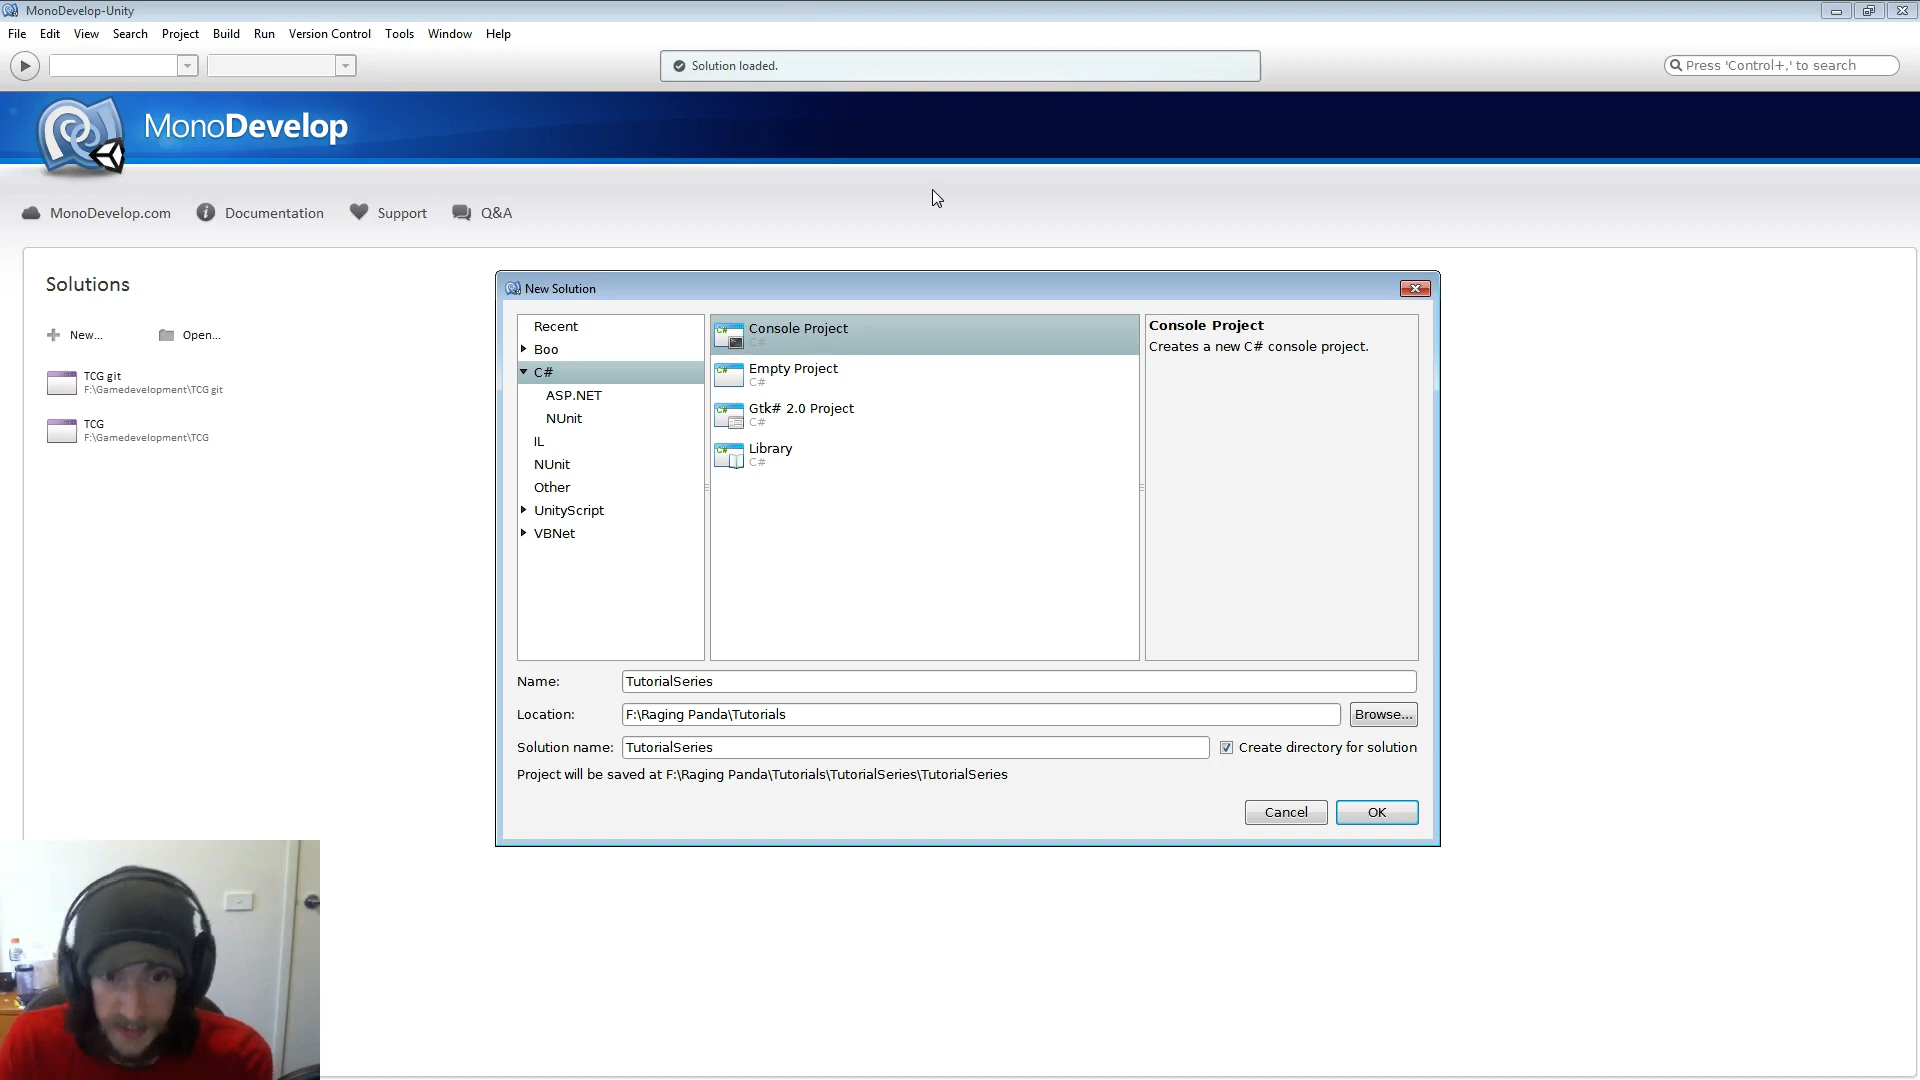 MonoDevelop-Unity
File Edit View Search Project Build Run Version Control Tools Window Help
Solution loaded.
Press 'Control+,' to search
MonoDevelop
MonoDevelop.com Documentation Support Q&A
Solutions
New... Open...
TCG git
F:\Gamedevelopment\TCG git
TCG
F:\Gamedevelopment\TCG
New Solution
Recent
Boo
C#
ASP.NET
NUnit
IL
NUnit
Other
UnityScript
VBNet
Console Project
C#
Empty Project
C#
Gtk# 2.0 Project
C#
Library
C#
Console Project
Creates a new C# console project.
Name: TutorialSeries
Location: F:\Raging Panda\Tutorials Browse...
Solution name: TutorialSeries Create directory for solution
Project will be saved at F:\Raging Panda\Tutorials\TutorialSeries\TutorialSeries
Cancel OK